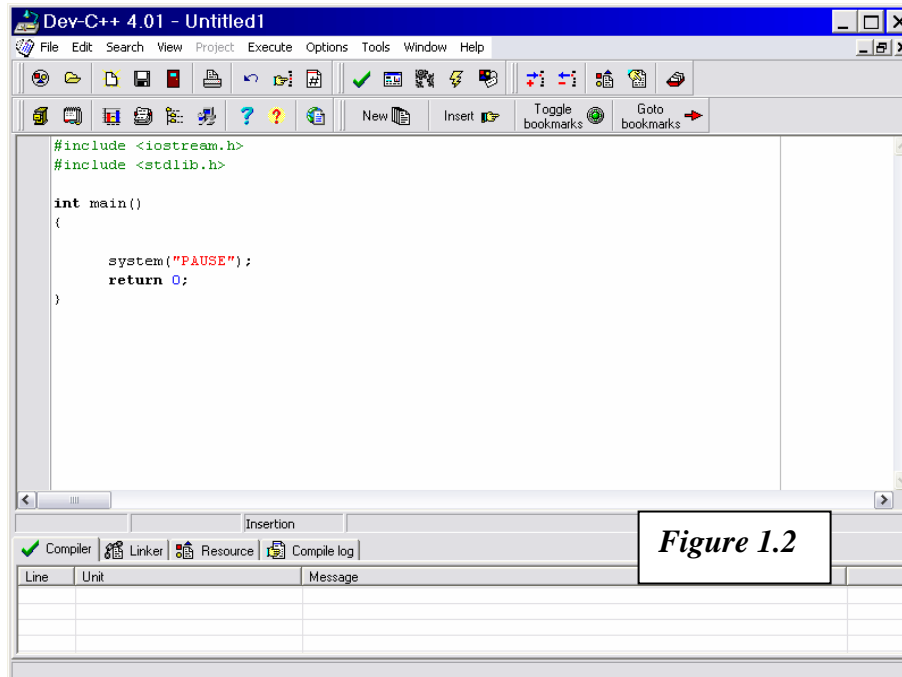 Dev-C++ 4.01 - Untitled1
File Edit Search View Project Execute Options Tools Window Help
New Insert Toggle bookmarks Goto bookmarks
#include <iostream.h>
#include <stdlib.h>
int main()
{
system("PAUSE");
return 0;
}
Insertion
Figure 1.2
Compiler Linker Resource Compile log
Line Unit Message